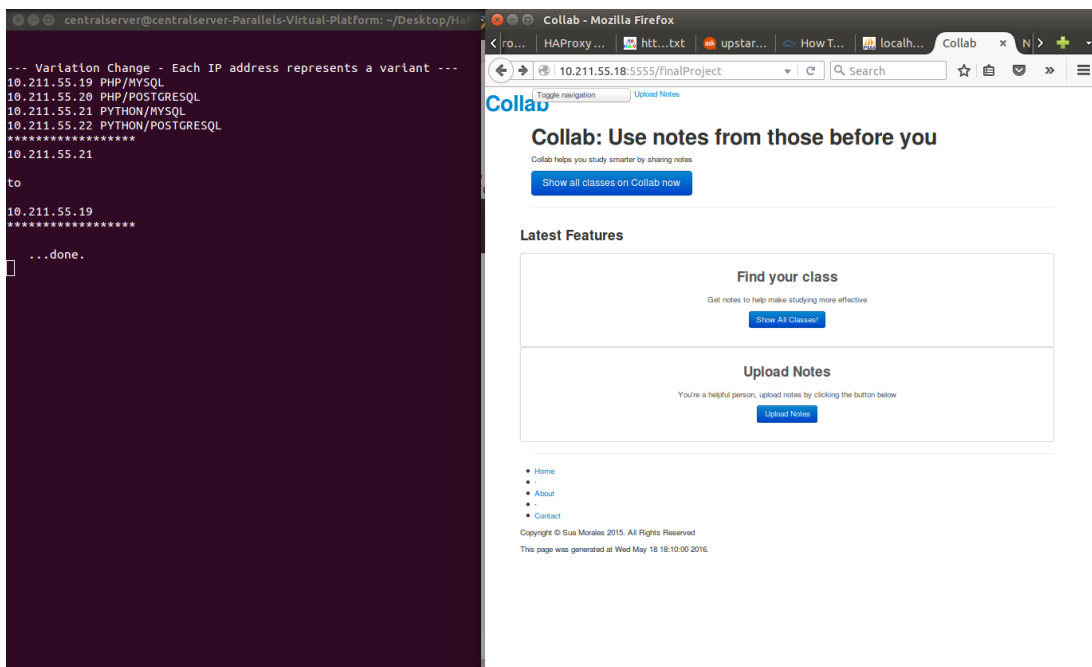 centralserver@centralserver-Parallels-Virtual-Platform: ~/Desktop/HaP
--- Variation Change - Each IP address represents a variant ---
10.211.55.19 PHP/MYSQL
10.211.55.20 PHP/POSTGRESQL
10.211.55.21 PYTHON/MYSQL
10.211.55.22 PYTHON/POSTGRESQL
******************
10.211.55.21
to
10.211.55.19
******************
...done.
Collab - Mozilla Firefox
ro... HAProxy ... htt...txt upstar... How T... localh... Collab × N
10.211.55.18:5555/finalProject Search
Collab
Toggle navigation Upload Notes
Collab: Use notes from those before you
Collab helps you study smarter by sharing notes
Show all classes on Collab now
Latest Features
Find your class
Get notes to help make studying more effective
Show All Classes!
Upload Notes
You're a helpful person, upload notes by clicking the button below
Upload Notes
• Home
• ·
• About
• ·
• Contact
Copyright © Sua Morales 2015. All Rights Reserved
This page was generated at Wed May 18 18:10:00 2016.